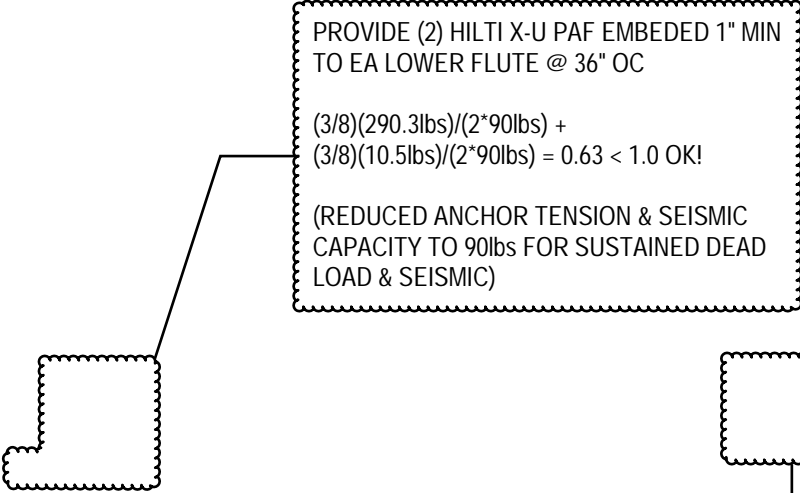 PROVIDE (2) HILTI X-U PAF EMBEDED 1" MIN
TO EA LOWER FLUTE @ 36" OC
(3/8)(290.3lbs)/(2*90lbs) +
(3/8)(10.5lbs)/(2*90lbs) = 0.63 < 1.0 OK!
(REDUCED ANCHOR TENSION & SEISMIC
CAPACITY TO 90lbs FOR SUSTAINED DEAD
LOAD & SEISMIC)